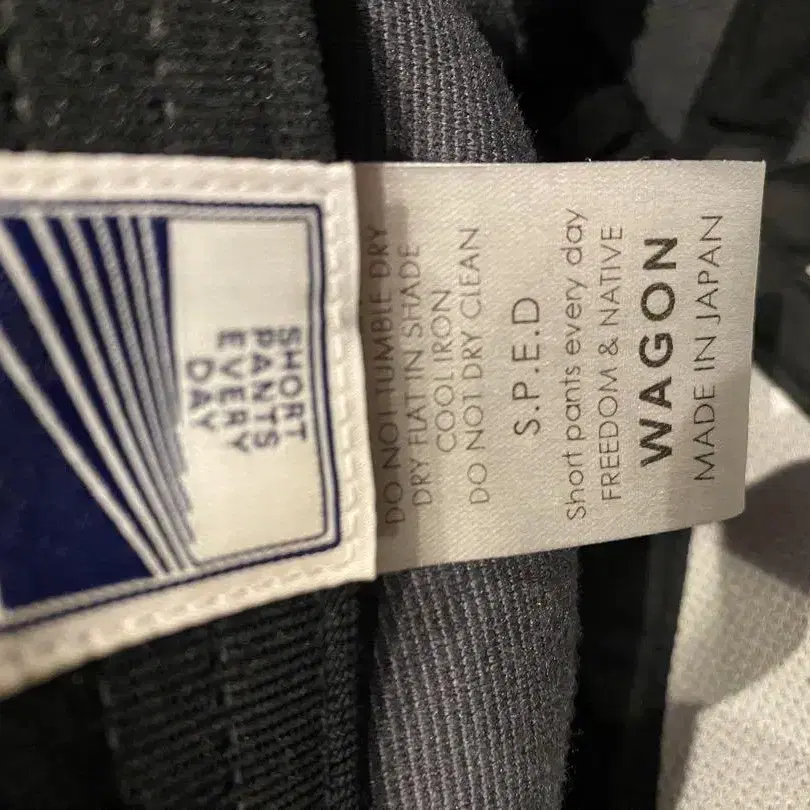 SHORT
PANTS
EVERY
DAY
DO NOT TUMBLE DRY
DRY FLAT IN SHADE
COOL IRON
DO NOT DRY CLEAN
S.P.E.D
Short pants every day
FREEDOM & NATIVE
WAGON
MADE IN JAPAN